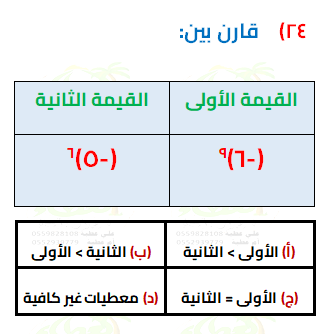 ٢٤) قارن بين:
القيمة الأولى القيمة الثانية
(-٦)٩ (-٥)٦
(أ) الأولى > الثانية (ب) الثانية > الأولى
(ج) الأولى = الثانية (د) معطيات غير كافية